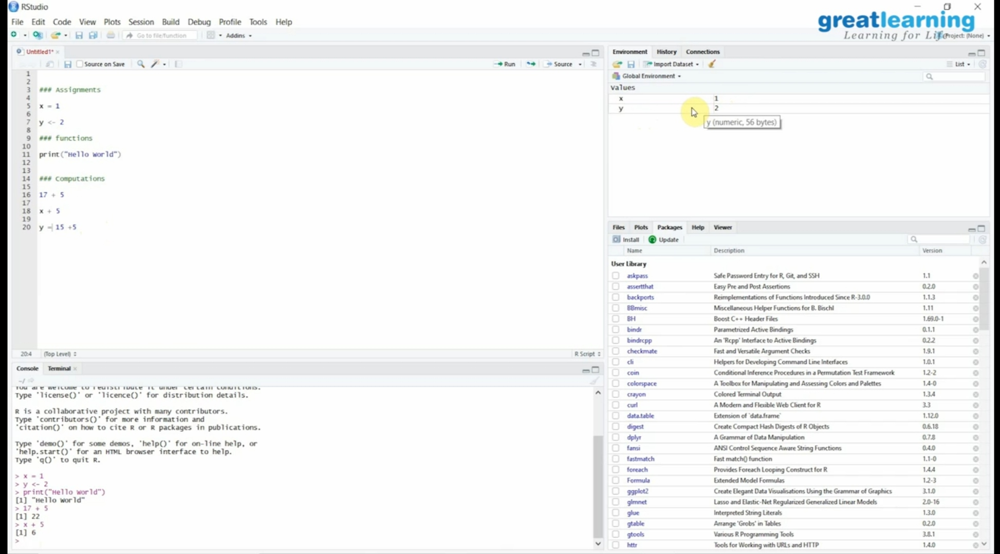 RStudio
File Edit Code View Plots Session Build Debug Profile Tools Help
greatlearning
Learning for Life
Go to file/function Addins
Project: (None)
Untitled1*
Source on Save
Run Source
1
2
3 ### Assignments
4
5 x = 1
6
7 y <- 2
8
9 ### functions
10
11 print("Hello World")
12
13
14 ### Computations
15
16 17 + 5
17
18 x + 5
19
20 y = 15 +5
20:4 (Top Level) R Script
Environment History Connections
Import Dataset List
Global Environment
Values
x 1
y 2
y (numeric, 56 bytes)
Files Plots Packages Help Viewer
Install Update
Name Description Version
User Library
askpass Safe Password Entry for R, Git, and SSH 1.1
assertthat Easy Pre and Post Assertions 0.2.0
backports Reimplementations of Functions Introduced Since R-3.0.0 1.1.3
BBmisc Miscellaneous Helper Functions for B. Bischl 1.11
BH Boost C++ Header Files 1.69.0-1
bindr Parametrized Active Bindings 0.1.1
bindrcpp An 'Rcpp' Interface to Active Bindings 0.2.2
checkmate Fast and Versatile Argument Checks 1.9.1
cli Helpers for Developing Command Line Interfaces 1.0.1
coin Conditional Inference Procedures in a Permutation Test Framework 1.2-2
colorspace A Toolbox for Manipulating and Assessing Colors and Palettes 1.4-0
crayon Colored Terminal Output 1.3.4
curl A Modern and Flexible Web Client for R 3.3
data.table Extension of `data.frame` 1.12.0
digest Create Compact Hash Digests of R Objects 0.6.18
dplyr A Grammar of Data Manipulation 0.7.8
fansi ANSI Control Sequence Aware String Functions 0.4.0
fastmatch Fast match() function 1.1-0
foreach Provides Foreach Looping Construct for R 1.4.4
Formula Extended Model Formulas 1.2-3
ggplot2 Create Elegant Data Visualisations Using the Grammar of Graphics 3.1.0
glmnet Lasso and Elastic-Net Regularized Generalized Linear Models 2.0-16
glue Interpreted String Literals 1.3.0
gtable Arrange 'Grobs' in Tables 0.2.0
gtools Various R Programming Tools 3.8.1
httr Tools for Working with URLs and HTTP 1.4.0
Console Terminal
~/
You are welcome to redistribute it under certain conditions.
Type 'license()' or 'licence()' for distribution details.
R is a collaborative project with many contributors.
Type 'contributors()' for more information and
'citation()' on how to cite R or R packages in publications.
Type 'demo()' for some demos, 'help()' for on-line help, or
'help.start()' for an HTML browser interface to help.
Type 'q()' to quit R.
> x = 1
> y <- 2
> print("Hello World")
[1] "Hello World"
> 17 + 5
[1] 22
> x + 5
[1] 6
>